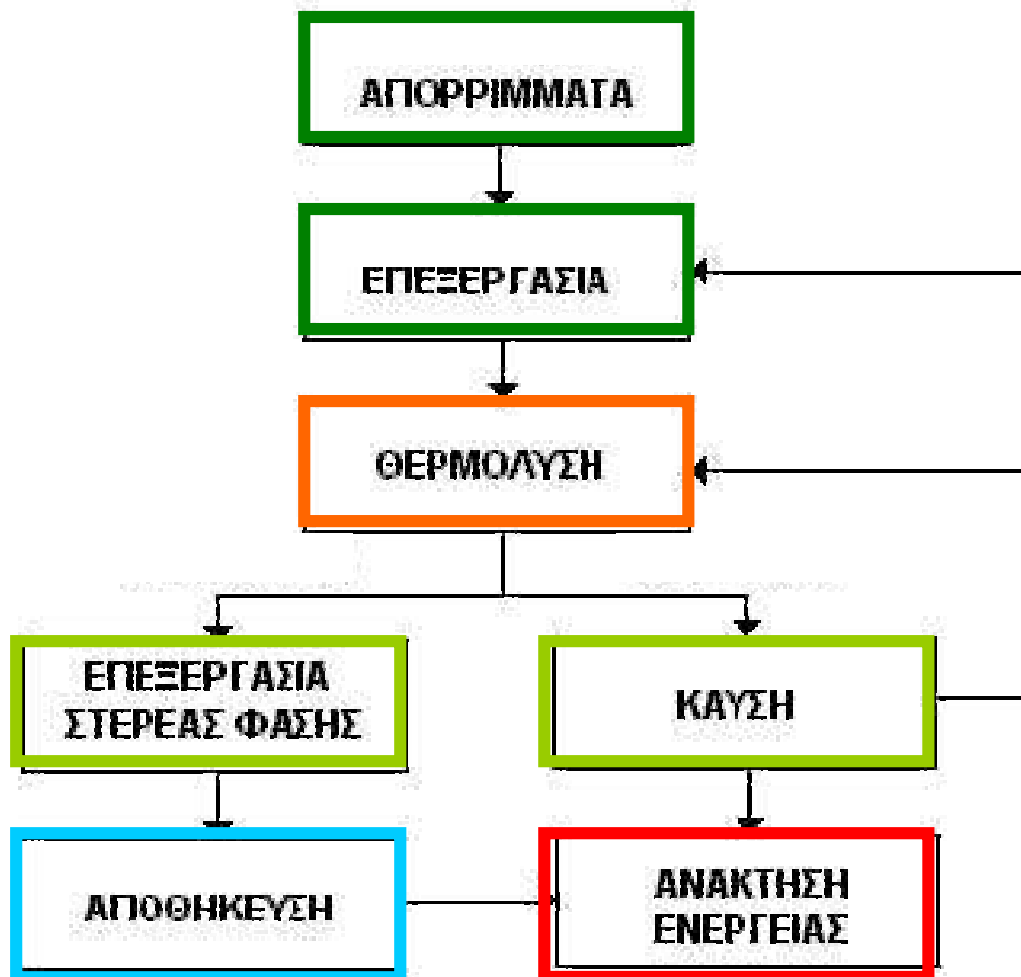 ΑΠΟΡΡΙΜΜΑΤΑ
ΕΠΕΞΕΡΓΑΣΙΑ
ΘΕΡΜΟΛΥΣΗ
ΕΠΕΞΕΡΓΑΣΙΑ
ΣΤΕΡΕΑΣ ΦΑΣΗΣ
ΚΑΥΣΗ
ΑΠΟΘΗΚΕΥΣΗ
ΑΝΑΚΤΗΣΗ
ΕΝΕΡΓΕΙΑΣ